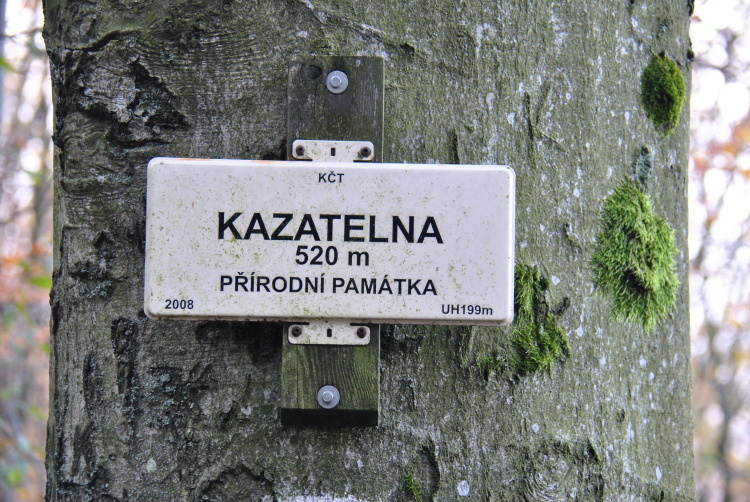 KČT
KAZATELNA
520 m
PŘÍRODNÍ PAMÁTKA
2008 UH199m